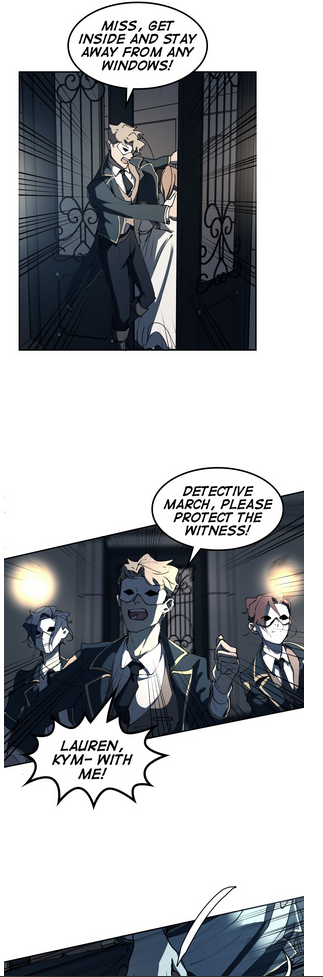 MISS, GET
INSIDE AND STAY
AWAY FROM ANY
WINDOWS!
DETECTIVE
MARCH, PLEASE
PROTECT THE
WITNESS!
LAUREN,
KYM- WITH
ME!